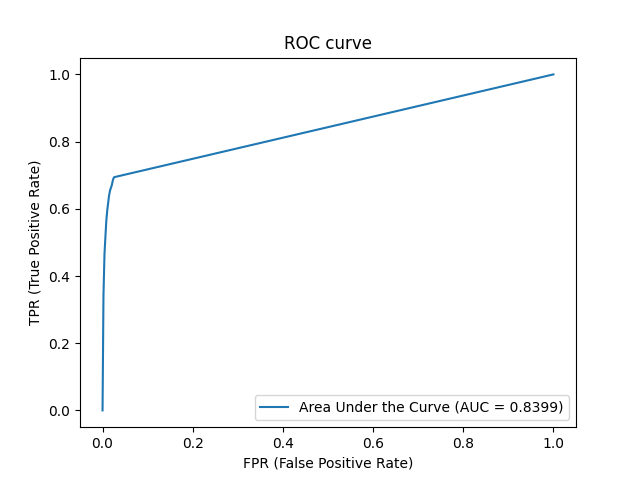 ROC curve
1.0
0.8
0.6
0.4
0.2
0.0
TPR (True Positive Rate)
Area Under the Curve (AUC = 0.8399)
0.0 0.2 0.4 0.6 0.8 1.0
FPR (False Positive Rate)